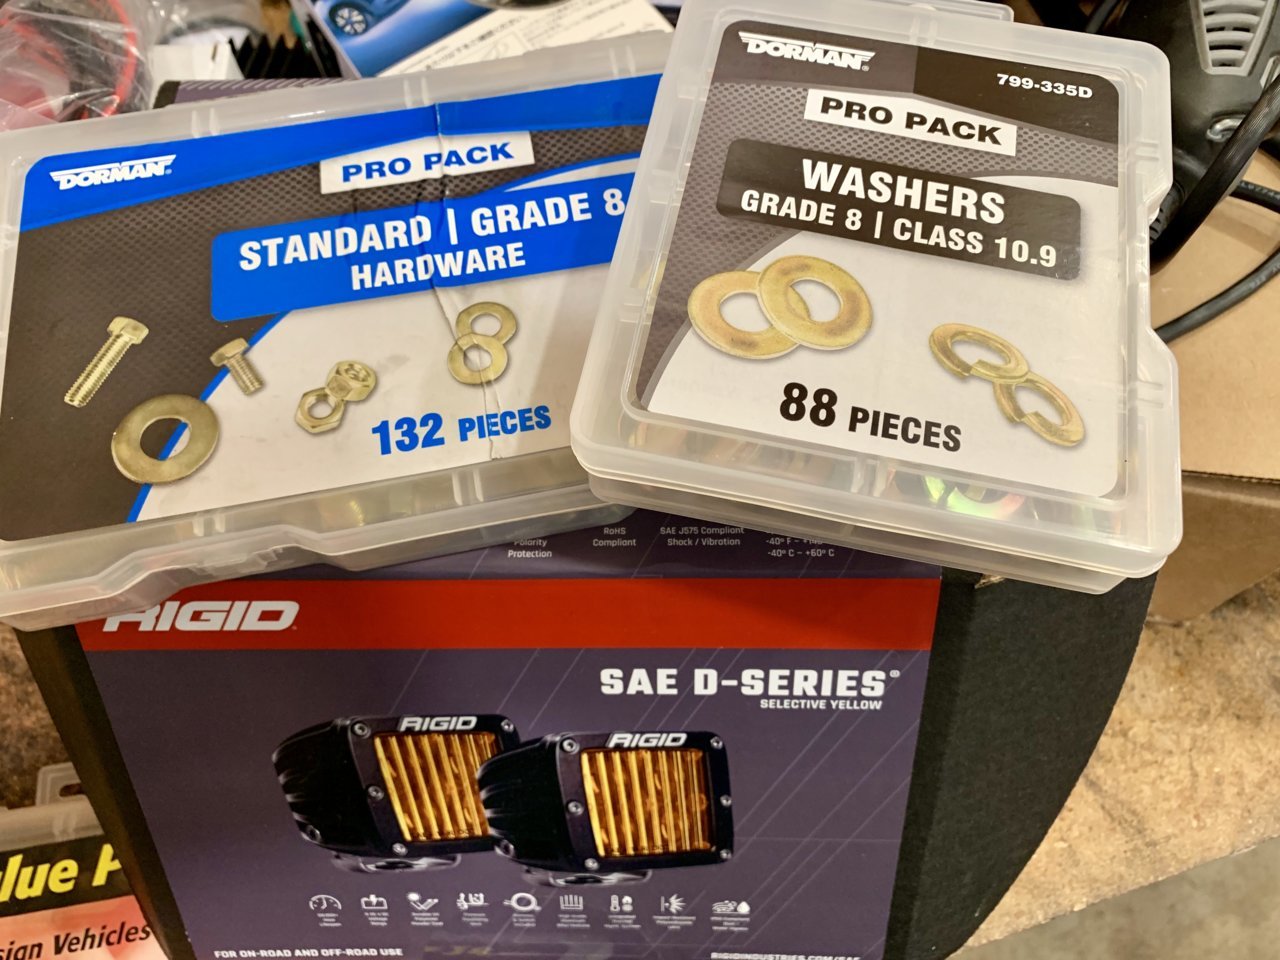 DORMAN®
PRO PACK
STANDARD | GRADE 8
HARDWARE
132 PIECES
DORMAN®
799-335D
PRO PACK
WASHERS
GRADE 8 | CLASS 10.9
88 PIECES
Polarity
Protection
RoHS
Compliant
SAE J575 Compliant
Shock / Vibration
-40° C ~ +60° C
RIGID
SAE D-SERIES®
SELECTIVE YELLOW
RIGID
RIGID
FOR ON-ROAD AND OFF-ROAD USE
RIGIDINDUSTRIES.COM/SAE
lue P
sign Vehicles